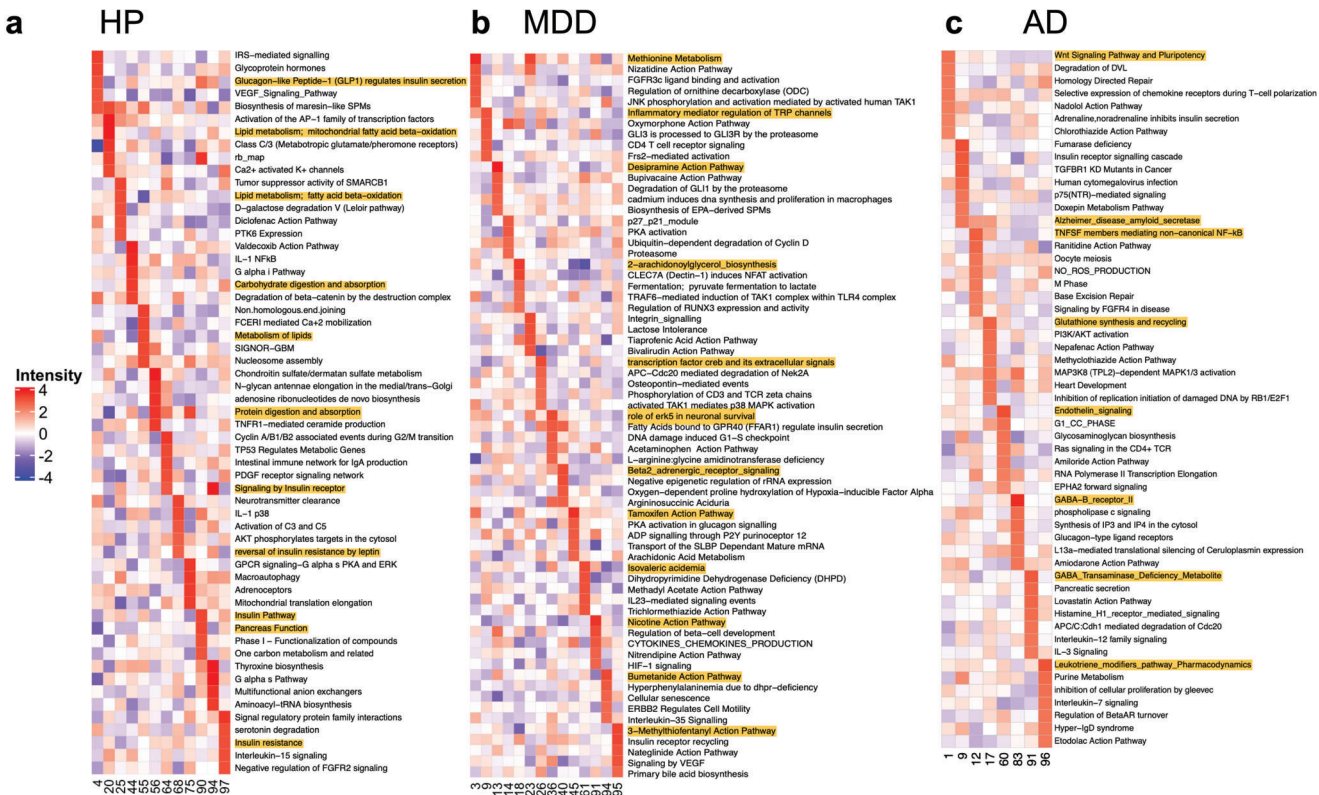 a HP
IRS-mediated signalling
Glycoprotein hormones
Glucagon-like Peptide-1 (GLP1) regulates insulin secretion
VEGF_Signaling_Pathway
Biosynthesis of maresin-like SPMs
Activation of the AP-1 family of transcription factors
Lipid metabolism; mitochondrial fatty acid beta-oxidation
Class C/3 (Metabotropic glutamate/pheromone receptors)
rb_map
Ca2+ activated K+ channels
Tumor suppressor activity of SMARCB1
Lipid metabolism; fatty acid beta-oxidation
D-galactose degradation V (Leloir pathway)
Diclofenac Action Pathway
PTK6 Expression
Valdecoxib Action Pathway
IL-1 NFkB
G alpha i Pathway
Carbohydrate digestion and absorption
Degradation of beta-catenin by the destruction complex
Non.homologous.end.joining
FCERI mediated Ca+2 mobilization
Metabolism of lipids
SIGNOR-GBM
Nucleosome assembly
Chondroitin sulfate/dermatan sulfate metabolism
N-glycan antennae elongation in the medial/trans-Golgi
adenosine ribonucleotides de novo biosynthesis
Protein digestion and absorption
TNFR1-mediated ceramide production
Cyclin A/B1/B2 associated events during G2/M transition
TP53 Regulates Metabolic Genes
Intestinal immune network for IgA production
PDGF receptor signaling network
Signaling by Insulin receptor
Neurotransmitter clearance
IL-1 p38
Activation of C3 and C5
AKT phosphorylates targets in the cytosol
reversal of insulin resistance by leptin
GPCR signaling-G alpha s PKA and ERK
Macroautophagy
Adrenoceptors
Mitochondrial translation elongation
Insulin Pathway
Pancreas Function
Phase I - Functionalization of compounds
One carbon metabolism and related
Thyroxine biosynthesis
G alpha s Pathway
Multifunctional anion exchangers
Aminoacyl-tRNA biosynthesis
Signal regulatory protein family interactions
serotonin degradation
Insulin resistance
Interleukin-15 signaling
Negative regulation of FGFR2 signaling
4 20 25 44 55 56 64 68 75 90 94 97
Intensity
4
2
0
-2
-4
b MDD
Methionine Metabolism
Nizatidine Action Pathway
FGFR3c ligand binding and activation
Regulation of ornithine decarboxylase (ODC)
JNK phosphorylation and activation mediated by activated human TAK1
Inflammatory mediator regulation of TRP channels
Oxymorphone Action Pathway
GLI3 is processed to GLI3R by the proteasome
CD4 T cell receptor signaling
Frs2-mediated activation
Desipramine Action Pathway
Bupivacaine Action Pathway
Degradation of GLI1 by the proteasome
cadmium induces dna synthesis and proliferation in macrophages
Biosynthesis of EPA-derived SPMs
p27_p21_module
PKA activation
Ubiquitin-dependent degradation of Cyclin D
Proteasome
2-arachidonoylglycerol_biosynthesis
CLEC7A (Dectin-1) induces NFAT activation
Fermentation; pyruvate fermentation to lactate
TRAF6-mediated induction of TAK1 complex within TLR4 complex
Regulation of RUNX3 expression and activity
Integrin_signalling
Lactose Intolerance
Tiaprofenic Acid Action Pathway
Bivalirudin Action Pathway
transcription factor creb and its extracellular signals
APC-Cdc20 mediated degradation of Nek2A
Osteopontin-mediated events
Phosphorylation of CD3 and TCR zeta chains
activated TAK1 mediates p38 MAPK activation
role of erk5 in neuronal survival
Fatty Acids bound to GPR40 (FFAR1) regulate insulin secretion
DNA damage induced G1-S checkpoint
Acetaminophen Action Pathway
L-arginine:glycine amidinotransferase deficiency
Beta2_adrenergic_receptor_signaling
Negative epigenetic regulation of rRNA expression
Oxygen-dependent proline hydroxylation of Hypoxia-inducible Factor Alpha
Argininosuccinic Aciduria
Tamoxifen Action Pathway
PKA activation in glucagon signalling
ADP signalling through P2Y purinoceptor 12
Transport of the SLBP Dependant Mature mRNA
Arachidonic Acid Metabolism
Isovaleric acidemia
Dihydropyrimidine Dehydrogenase Deficiency (DHPD)
Methadyl Acetate Action Pathway
IL23-mediated signaling events
Trichlormethiazide Action Pathway
Nicotine Action Pathway
Regulation of beta-cell development
CYTOKINES_CHEMOKINES_PRODUCTION
Nitrendipine Action Pathway
HIF-1 signaling
Bumetanide Action Pathway
Hyperphenylalaninemia due to dhpr-deficiency
Cellular senescence
ERBB2 Regulates Cell Motility
Interleukin-35 Signalling
3-Methylthiofentanyl Action Pathway
Insulin receptor recycling
Nateglinide Action Pathway
Signaling by VEGF
Primary bile acid biosynthesis
3 9 13 14 18 23 26 36 40 45 61 91 94 95
c AD
Wnt Signaling Pathway and Pluripotency
Degradation of DVL
Homology Directed Repair
Selective expression of chemokine receptors during T-cell polarization
Nadolol Action Pathway
Adrenaline,noradrenaline inhibits insulin secretion
Chlorothiazide Action Pathway
Fumarase deficiency
Insulin receptor signalling cascade
TGFBR1 KD Mutants in Cancer
Human cytomegalovirus infection
p75(NTR)-mediated signaling
Doxepin Metabolism Pathway
Alzheimer_disease_amyloid_secretase
TNFSF members mediating non-canonical NF-kB
Ranitidine Action Pathway
Oocyte meiosis
NO_ROS_PRODUCTION
M Phase
Base Excision Repair
Signaling by FGFR4 in disease
Glutathione synthesis and recycling
PI3K/AKT activation
Nepafenac Action Pathway
Methyclothiazide Action Pathway
MAP3K8 (TPL2)-dependent MAPK1/3 activation
Heart Development
Inhibition of replication initiation of damaged DNA by RB1/E2F1
Endothelin_signaling
G1_CC_PHASE
Glycosaminoglycan biosynthesis
Ras signaling in the CD4+ TCR
Amiloride Action Pathway
RNA Polymerase II Transcription Elongation
EPHA2 forward signaling
GABA-B_receptor_II
phospholipase c signaling
Synthesis of IP3 and IP4 in the cytosol
Glucagon-type ligand receptors
L13a-mediated translational silencing of Ceruloplasmin expression
Amiodarone Action Pathway
GABA_Transaminase_Deficiency_Metabolite
Pancreatic secretion
Lovastatin Action Pathway
Histamine_H1_receptor_mediated_signaling
APC/C:Cdh1 mediated degradation of Cdc20
Interleukin-12 family signaling
IL-3 Signaling
Leukotriene_modifiers_pathway_Pharmacodynamics
Purine Metabolism
inhibition of cellular proliferation by gleevec
Interleukin-7 signaling
Regulation of BetaAR turnover
Hyper-IgD syndrome
Etodolac Action Pathway
1 9 12 17 60 83 91 96